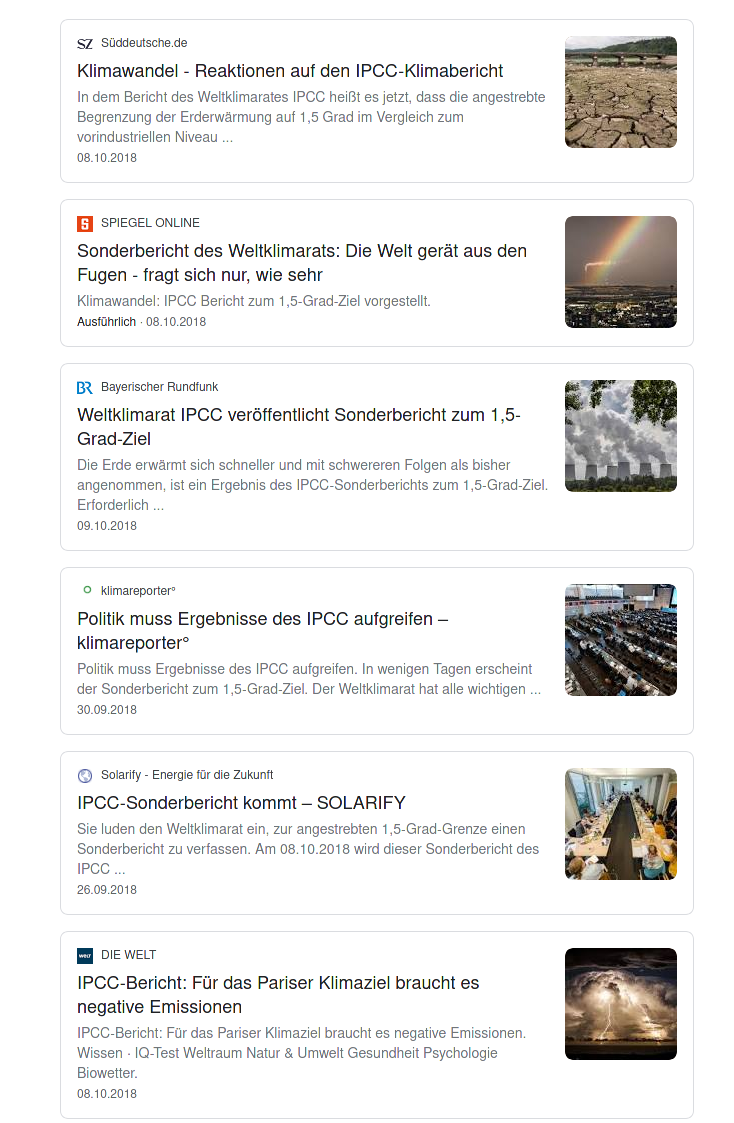 SZ Süddeutsche.de
Klimawandel - Reaktionen auf den IPCC-Klimabericht
In dem Bericht des Weltklimarates IPCC heißt es jetzt, dass die angestrebte
Begrenzung der Erderwärmung auf 1,5 Grad im Vergleich zum
vorindustriellen Niveau ...
08.10.2018
S SPIEGEL ONLINE
Sonderbericht des Weltklimarats: Die Welt gerät aus den
Fugen - fragt sich nur, wie sehr
Klimawandel: IPCC Bericht zum 1,5-Grad-Ziel vorgestellt.
Ausführlich · 08.10.2018
BR Bayerischer Rundfunk
Weltklimarat IPCC veröffentlicht Sonderbericht zum 1,5-
Grad-Ziel
Die Erde erwärmt sich schneller und mit schwereren Folgen als bisher
angenommen, ist ein Ergebnis des IPCC-Sonderberichts zum 1,5-Grad-Ziel.
Erforderlich ...
09.10.2018
klimareporter°
Politik muss Ergebnisse des IPCC aufgreifen –
klimareporter°
Politik muss Ergebnisse des IPCC aufgreifen. In wenigen Tagen erscheint
der Sonderbericht zum 1,5-Grad-Ziel. Der Weltklimarat hat alle wichtigen ...
30.09.2018
Solarify - Energie für die Zukunft
IPCC-Sonderbericht kommt – SOLARIFY
Sie luden den Weltklimarat ein, zur angestrebten 1,5-Grad-Grenze einen
Sonderbericht zu verfassen. Am 08.10.2018 wird dieser Sonderbericht des
IPCC ...
26.09.2018
welt DIE WELT
IPCC-Bericht: Für das Pariser Klimaziel braucht es
negative Emissionen
IPCC-Bericht: Für das Pariser Klimaziel braucht es negative Emissionen.
Wissen · IQ-Test Weltraum Natur & Umwelt Gesundheit Psychologie
Biowetter.
08.10.2018